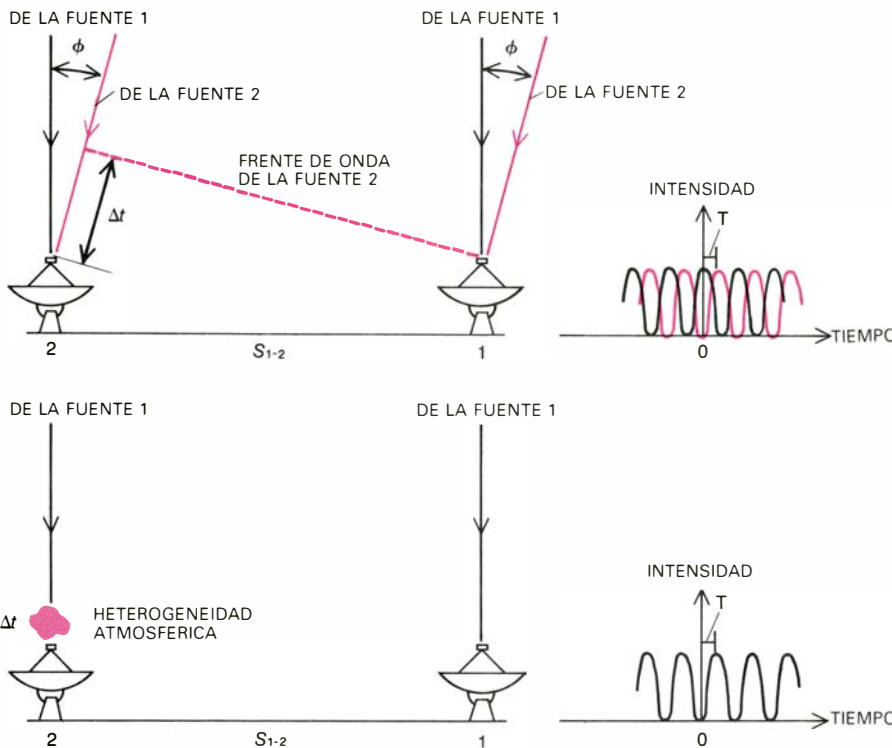 DE LA FUENTE 1
DE LA FUENTE 1
ϕ
ϕ
DE LA FUENTE 2
DE LA FUENTE 2
FRENTE DE ONDA
DE LA FUENTE 2
Δt
INTENSIDAD
T
TIEMPO
0
2
S1-2
1
DE LA FUENTE 1
DE LA FUENTE 1
Δt
HETEROGENEIDAD
ATMOSFERICA
INTENSIDAD
T
TIEMPO
0
2
S1-2
1